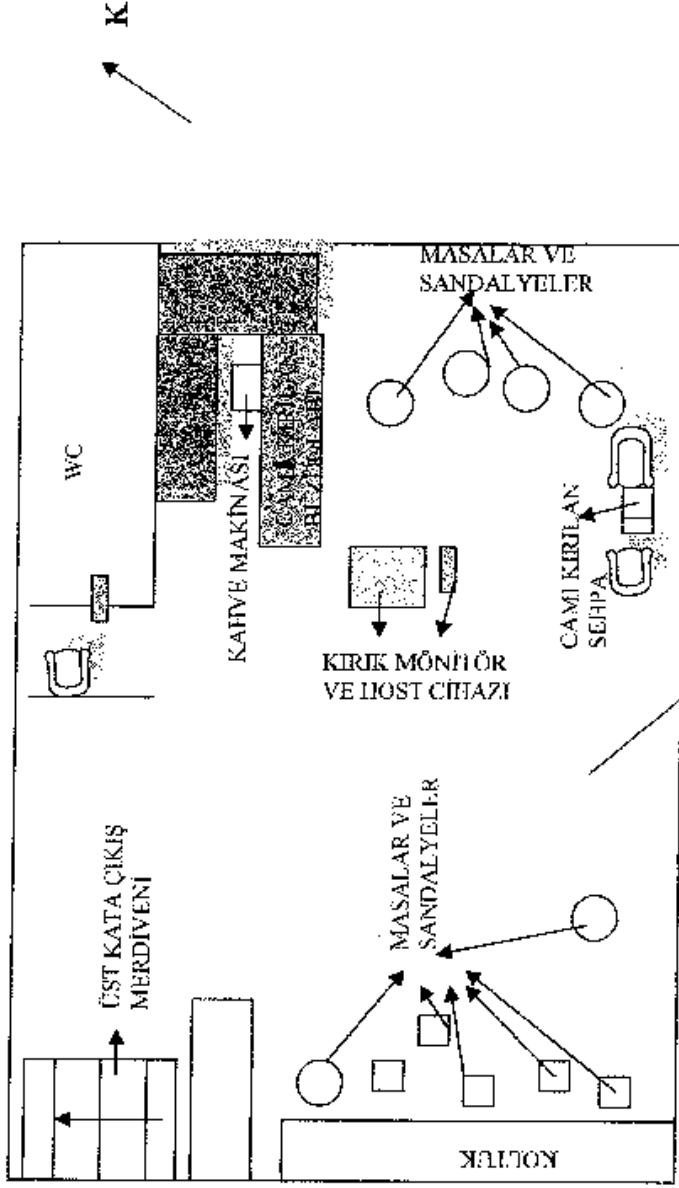 K
MASALAR VE
SANDALYELER
WC
KAHVE MAKİNASI
CAMI KIRILAN
SEHPA
KIRIK MÖNİTÖR
VE HOST CİHAZI
ÜST KATA ÇIKIŞ
MERDİVENİ
MASALAR VE
SANDALYELER
KOLTUK